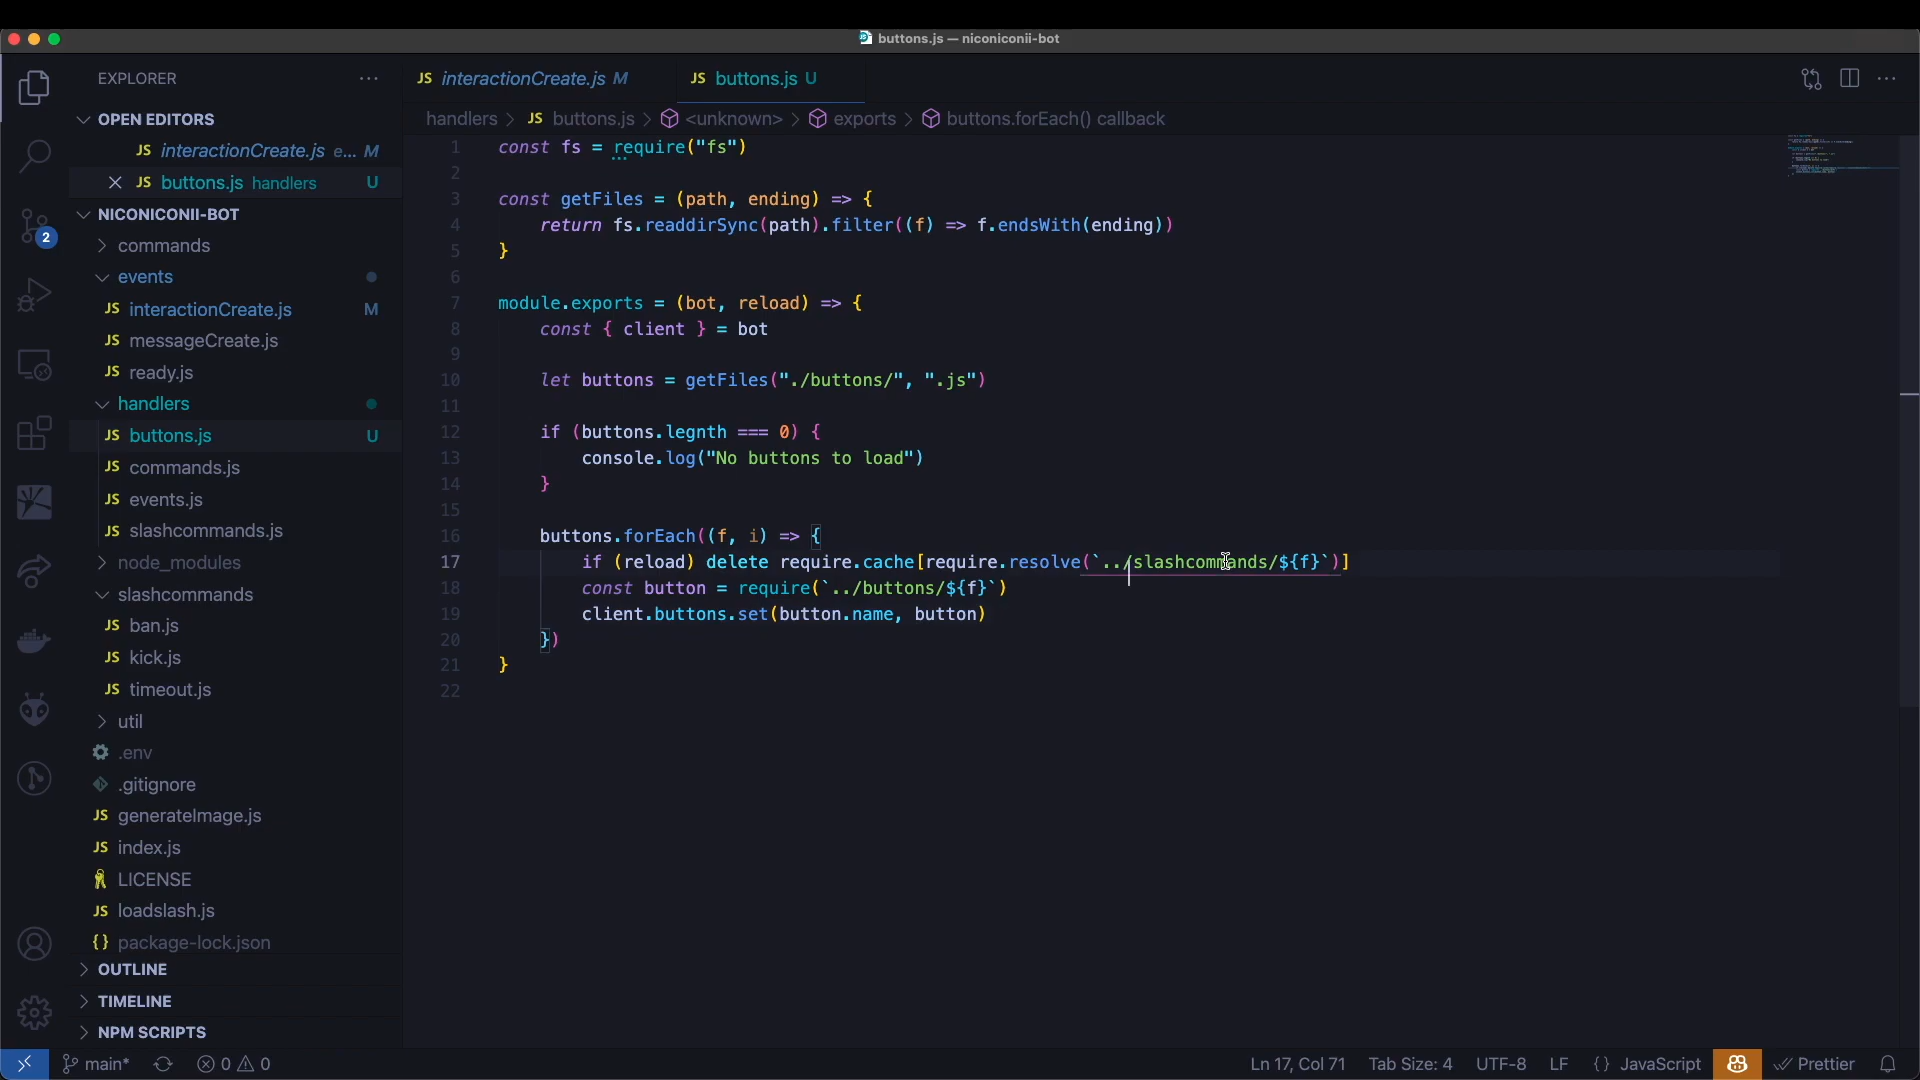 buttons.js — niconiconii-bot
EXPLORER
···
JS interactionCreate.js M
JS buttons.js U
···
OPEN EDITORS
JS interactionCreate.js e... M
JS buttons.js handlers U
NICONICONII-BOT
commands
events
JS interactionCreate.js M
JS messageCreate.js
JS ready.js
handlers
JS buttons.js U
JS commands.js
JS events.js
JS slashcommands.js
node_modules
slashcommands
JS ban.js
JS kick.js
JS timeout.js
util
.env
.gitignore
JS generateImage.js
JS index.js
LICENSE
JS loadslash.js
{} package-lock.json
OUTLINE
TIMELINE
NPM SCRIPTS
2
handlers > JS buttons.js > <unknown> > exports > buttons.forEach() callback
1 const fs = require("fs")
2
3 const getFiles = (path, ending) => {
4 return fs.readdirSync(path).filter((f) => f.endsWith(ending))
5 }
6
7 module.exports = (bot, reload) => {
8 const { client } = bot
9
10 let buttons = getFiles("./buttons/", ".js")
11
12 if (buttons.legnth === 0) {
13 console.log("No buttons to load")
14 }
15
16 buttons.forEach((f, i) => {
17 if (reload) delete require.cache[require.resolve(`../slashcommands/${f}`)]
18 const button = require(`../buttons/${f}`)
19 client.buttons.set(button.name, button)
20 })
21 }
22
main* 0 0 Ln 17, Col 71 Tab Size: 4 UTF-8 LF {} JavaScript Prettier